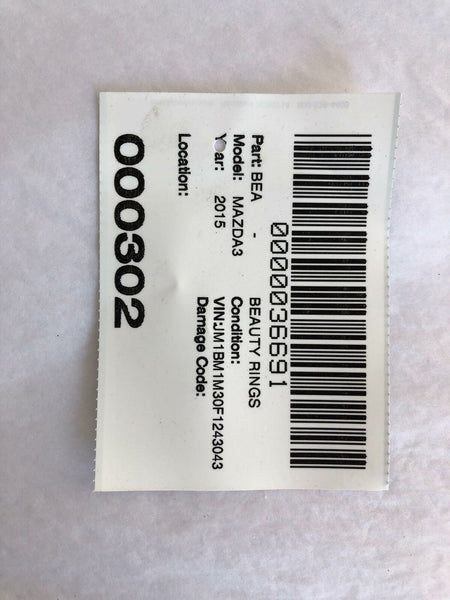 0000036691
Part: BEA - BEAUTY RINGS
Model: MAZDA3 Condition:
Year: 2015 VIN:JM1BM1M30F1243043
Damage Code:
Location:
000302